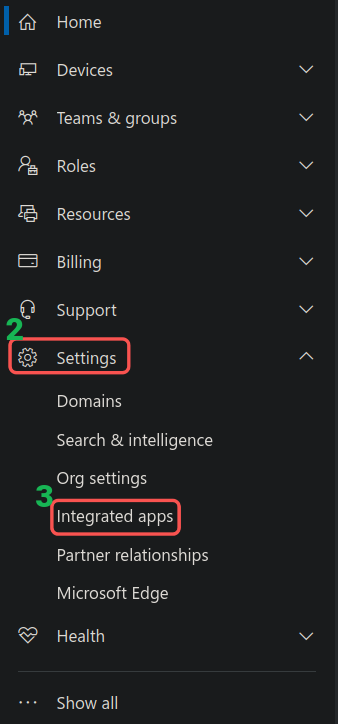 Home
Devices
Teams & groups
Roles
Resources
Billing
Support
2
Settings
Domains
Search & intelligence
Org settings
3
Integrated apps
Partner relationships
Microsoft Edge
Health
Show all